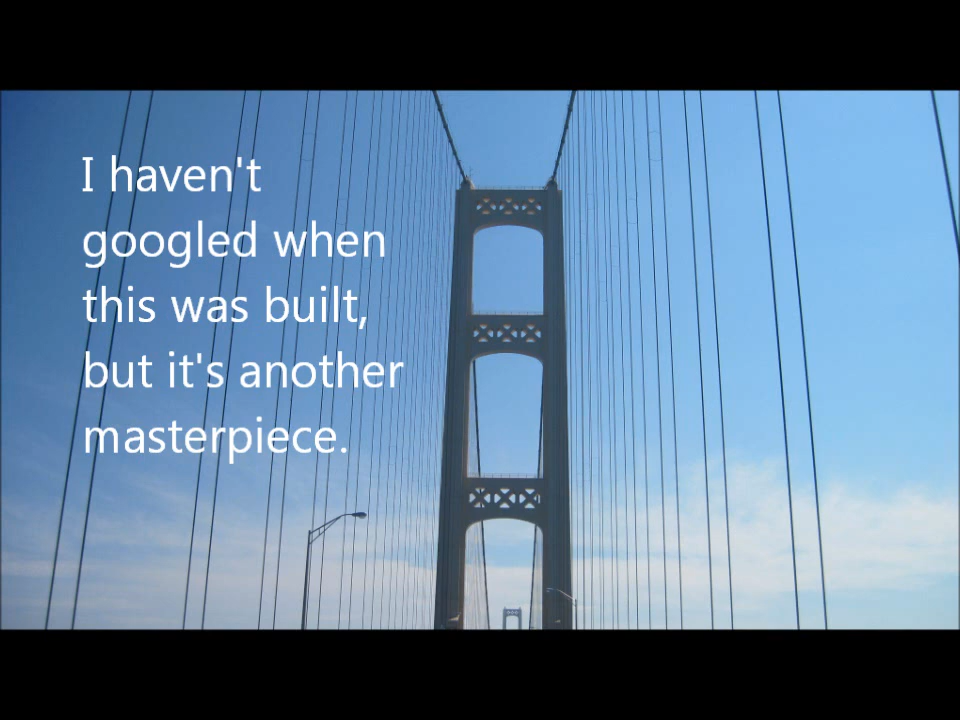 I haven't
googled when
this was built,
but it's another
masterpiece.